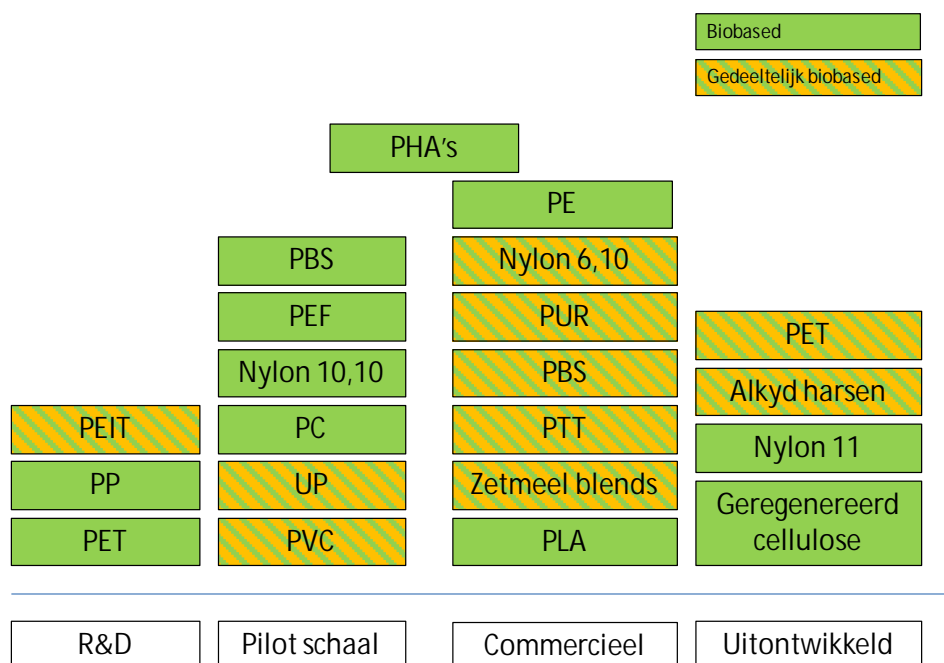 Biobased
Gedeeltelijk biobased
PHA's
PE
PBS
Nylon 6,10
PEF
PUR
PET
Nylon 10,10
PBS
Alkyd harsen
PEIT
PC
PTT
Nylon 11
PP
UP
Zetmeel blends
Geregenereerd
cellulose
PET
PVC
PLA
R&D
Pilot schaal
Commercieel
Uitontwikkeld